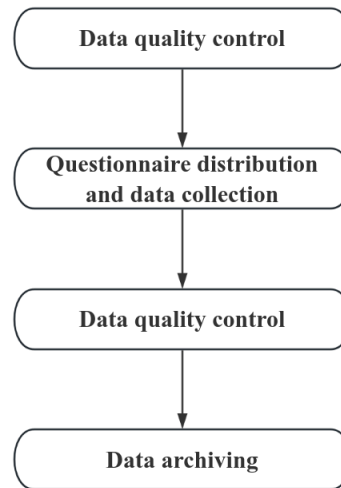 Data quality control
Questionnaire distribution
and data collection
Data quality control
Data archiving